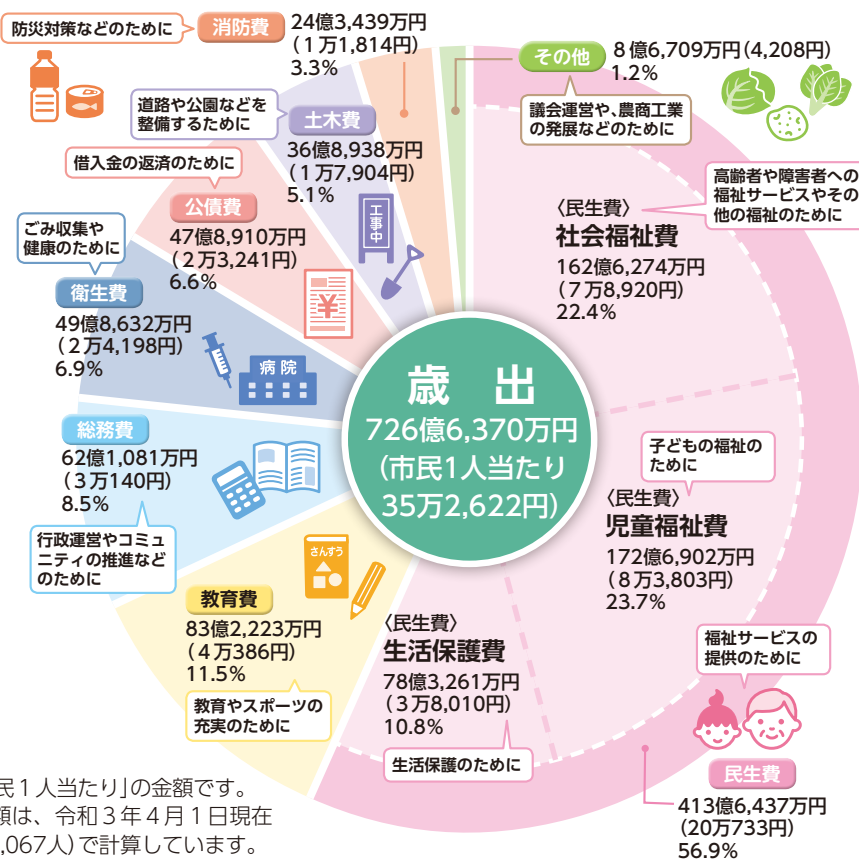 防災対策などのために
消防費
24億3,439万円
(1万1,814円)
3.3%
その他
8億6,709万円(4,208円)
1.2%
議会運営や、農商工業
の発展などのために
道路や公園などを
整備するために
土木費
36億8,938万円
(1万7,904円)
5.1%
工事中
借入金の返済のために
公債費
47億8,910万円
(2万3,241円)
6.6%
¥
ごみ収集や
健康のために
衛生費
49億8,632万円
(2万4,198円)
6.9%
病院
総務費
62億1,081万円
(3万140円)
8.5%
行政運営やコミュ
ニティの推進など
のために
さんすう
教育費
83億2,223万円
(4万386円)
11.5%
教育やスポーツの
充実のために
歳出
726億6,370万円
(市民1人当たり
35万2,622円)
高齢者や障害者への
福祉サービスやその
他の福祉のために
〈民生費〉
社会福祉費
162億6,274万円
(7万8,920円)
22.4%
子どもの福祉の
ために
〈民生費〉
児童福祉費
172億6,902万円
(8万3,803円)
23.7%
〈民生費〉
生活保護費
78億3,261万円
(3万8,010円)
10.8%
生活保護のために
福祉サービスの
提供のために
民生費
413億6,437万円
(20万733円)
56.9%
民1人当たり」の金額です。
額は、令和3年4月1日現在
,067人)で計算しています。